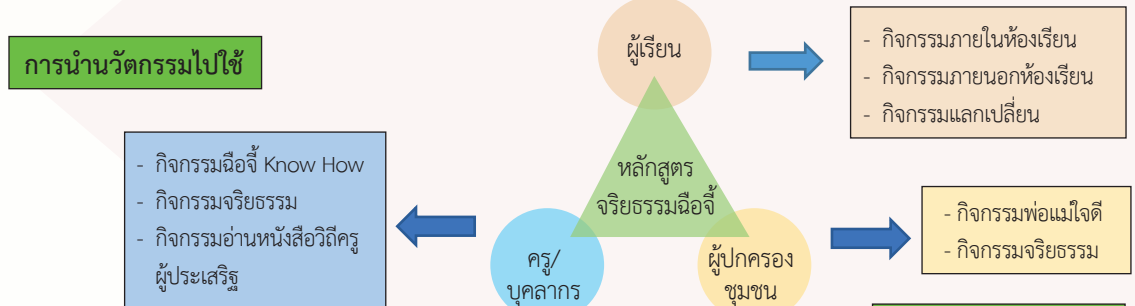 การนำนวัตกรรมไปใช้
ผู้เรียน
- กิจกรรมภายในห้องเรียน
- กิจกรรมภายนอกห้องเรียน
- กิจกรรมแลกเปลี่ยน
หลักสูตร
จริยธรรมฉือจี้
- กิจกรรมฉือจี้ Know How
- กิจกรรมจริยธรรม
- กิจกรรมอ่านหนังสือวิถีครู
ผู้ประเสริฐ
ครู/
บุคลากร
ผู้ปกครอง
ชุมชน
- กิจกรรมพ่อแม่ใจดี
- กิจกรรมจริยธรรม